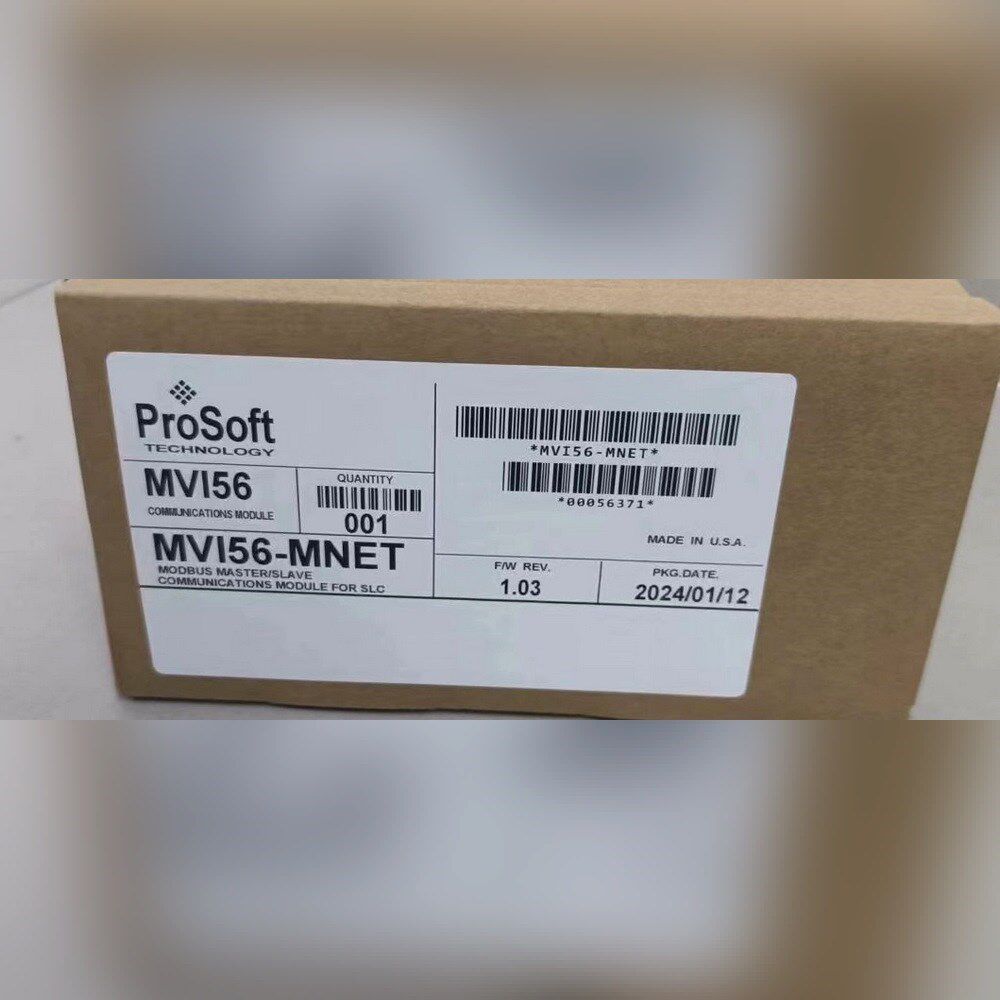 ProSoft
TECHNOLOGY
MVI56
COMMUNICATIONS MODULE
QUANTITY
001
MVI56-MNET
MODBUS MASTER/SLAVE
COMMUNICATIONS MODULE FOR SLC
*MVI56-MNET*
*00056371*
MADE IN U.S.A.
F/W REV.
1.03
PKG.DATE.
2024/01/12